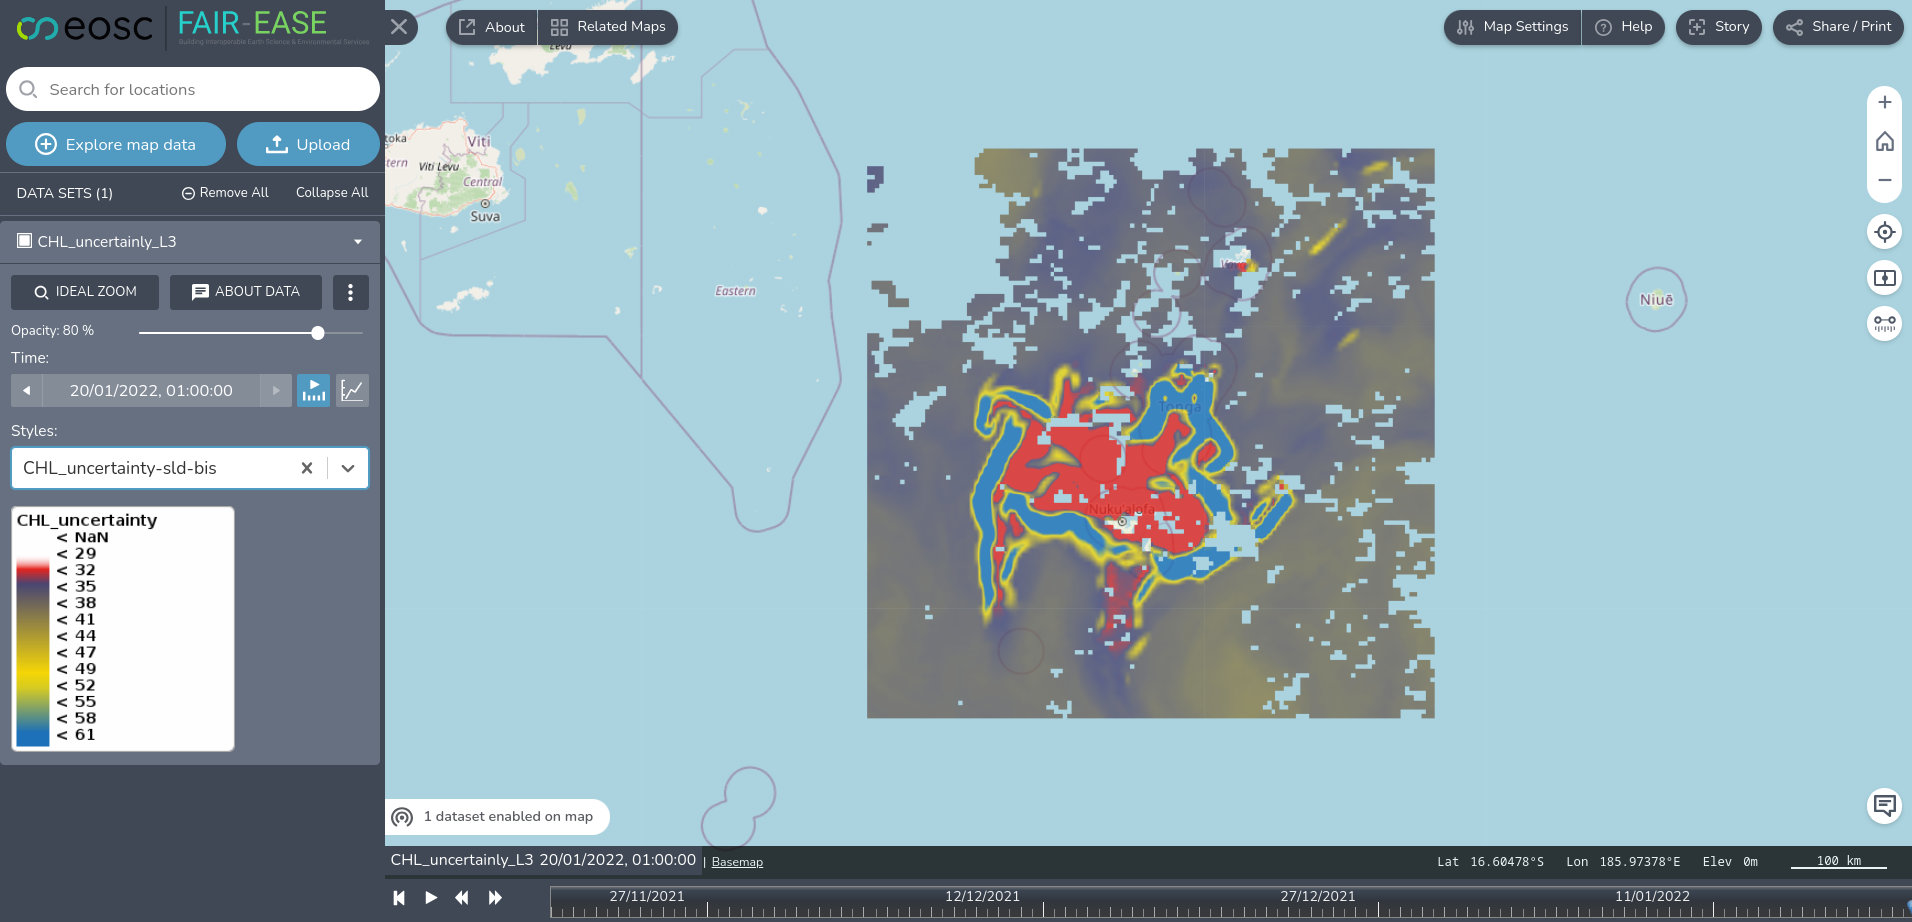 eosc
FAIR-EASE
Building Interoperable Earth Science & Environmental Services
Search for locations
Explore map data
Upload
DATA SETS (1)
Remove All
Collapse All
CHL_uncertainly_L3
IDEAL ZOOM
ABOUT DATA
Opacity: 80 %
Time:
20/01/2022, 01:00:00
Styles:
CHL_uncertainty-sld-bis
CHL_uncertainty
< NaN
< 29
< 32
< 35
< 38
< 41
< 44
< 47
< 49
< 52
< 55
< 58
< 61
About
Related Maps
Map Settings
Help
Story
Share / Print
Levu
toka
Viti
tern
Viti Levu
Central
Suva
Eastern
Niuē
Tonga
Nuku'alofa
1 dataset enabled on map
CHL_uncertainly_L3 20/01/2022, 01:00:00
| Basemap
Lat 16.60478°S Lon 185.97378°E Elev 0m
100 km
27/11/2021
12/12/2021
27/12/2021
11/01/2022